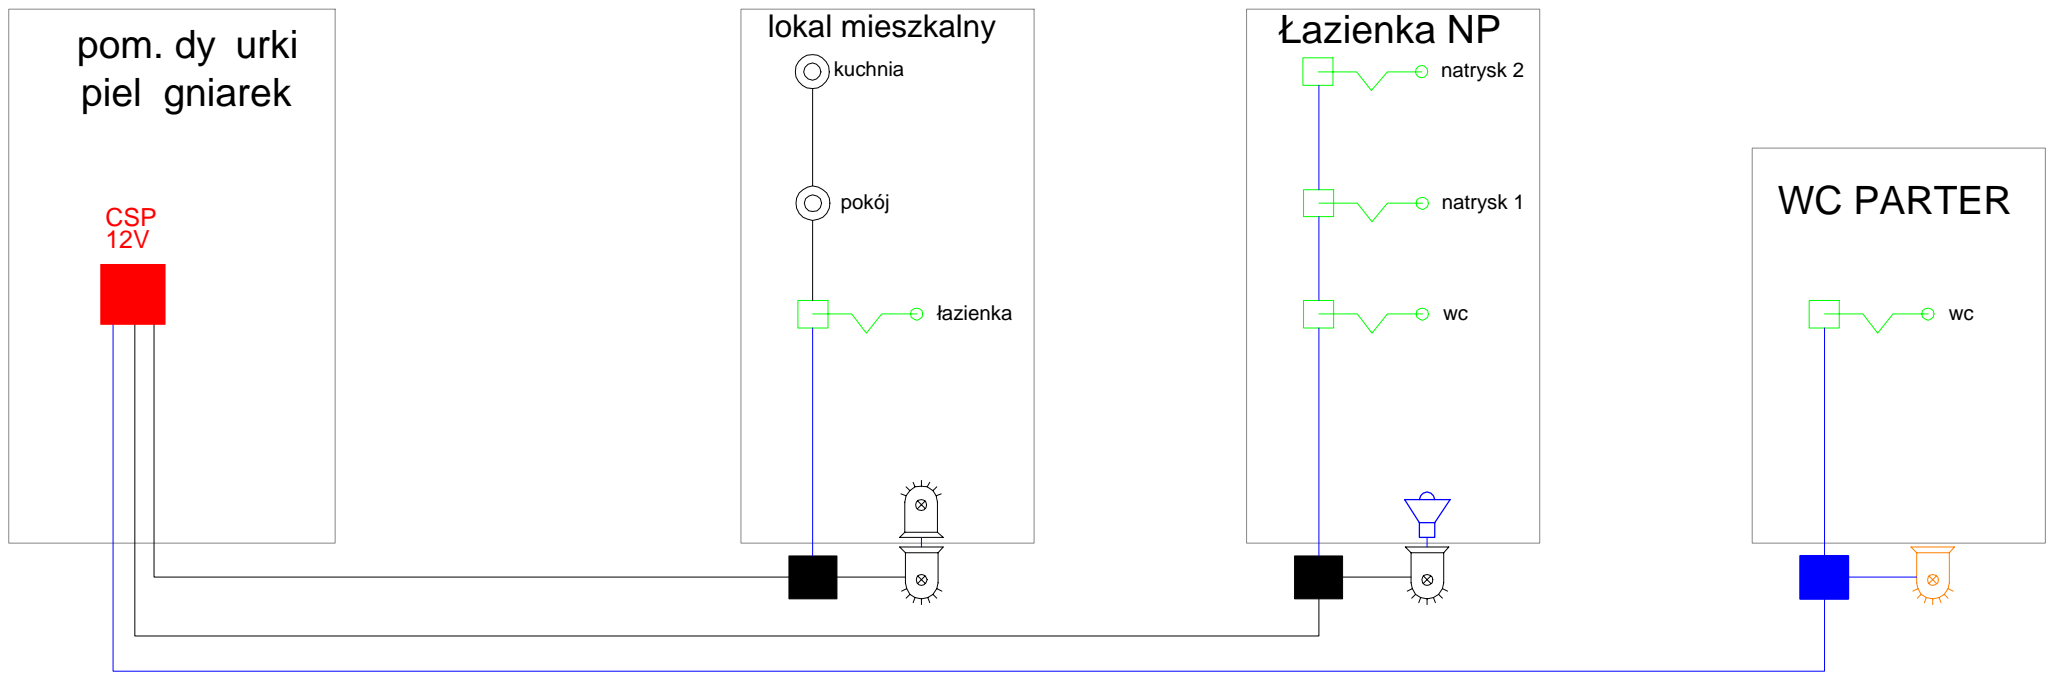 pom. dy urki
piel gniarek
CSP
12V
lokal mieszkalny
kuchnia
pokój
łazienka
Łazienka NP
natrysk 2
natrysk 1
wc
WC PARTER
wc